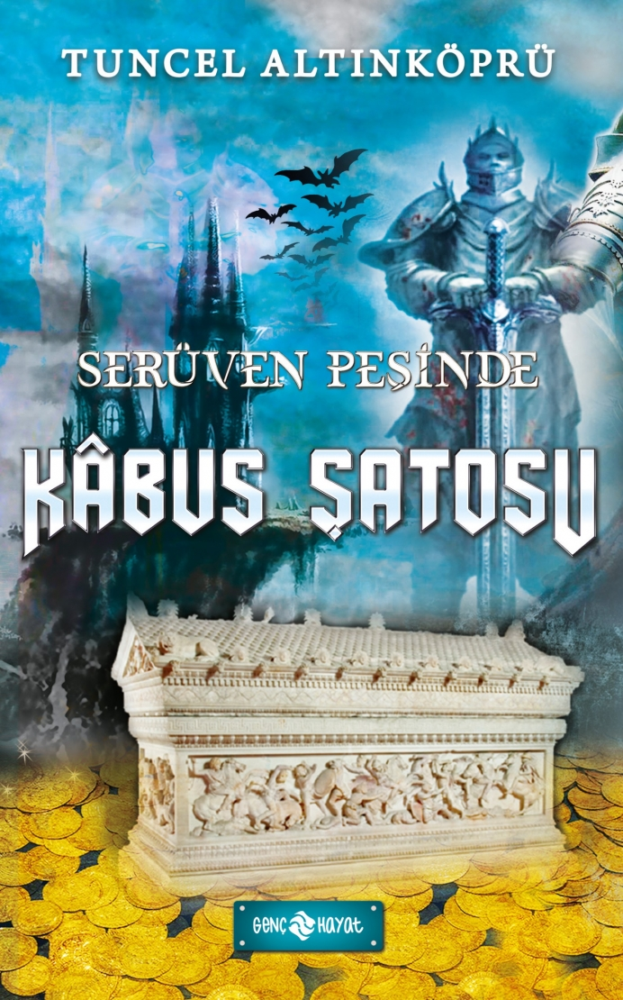 TUNCEL ALTINKÖPRÜ
SERÜVEN PEŞİNDE
KÂBUS ŞATOSU
GENÇ HAYAt